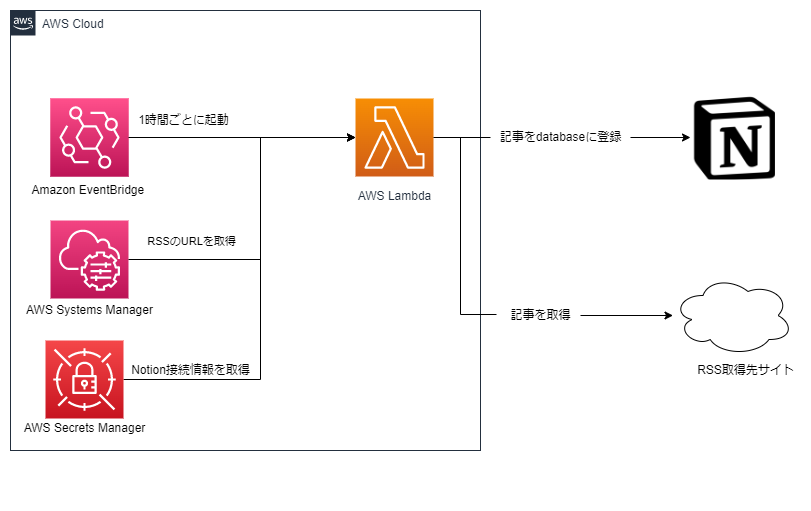 aws
AWS Cloud
1時間ごとに起動
Amazon EventBridge
AWS Lambda
記事をdatabaseに登録
N
RSSのURLを取得
AWS Systems Manager
記事を取得
RSS取得先サイト
Notion接続情報を取得
AWS Secrets Manager